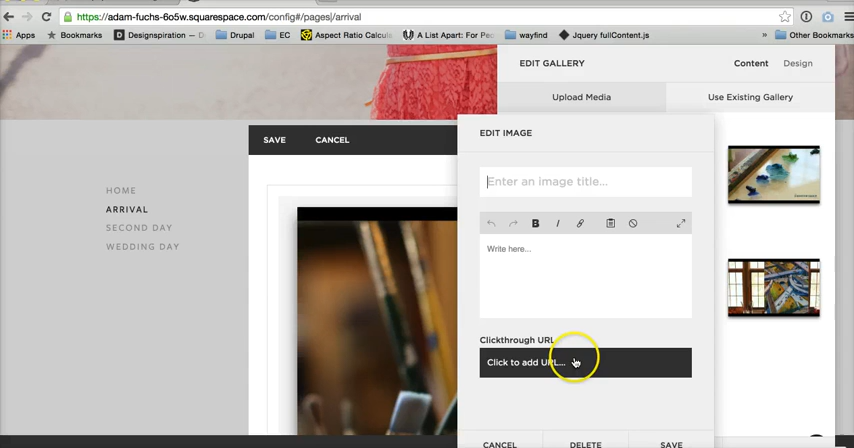 https://adam-fuchs-6o5w.squarespace.com/config#/pages|/arrival
Apps Bookmarks Designspiration — Drupal EC Aspect Ratio Calcula A List Apart: For Peo wayfind Jquery fullContent.js » Other Bookmarks
EDIT GALLERY Content Design
Upload Media Use Existing Gallery
SAVE CANCEL
EDIT IMAGE
HOME
ARRIVAL
SECOND DAY
WEDDING DAY
Enter an image title...
B I
Write here...
Clickthrough URL
Click to add URL...
CANCEL DELETE SAVE